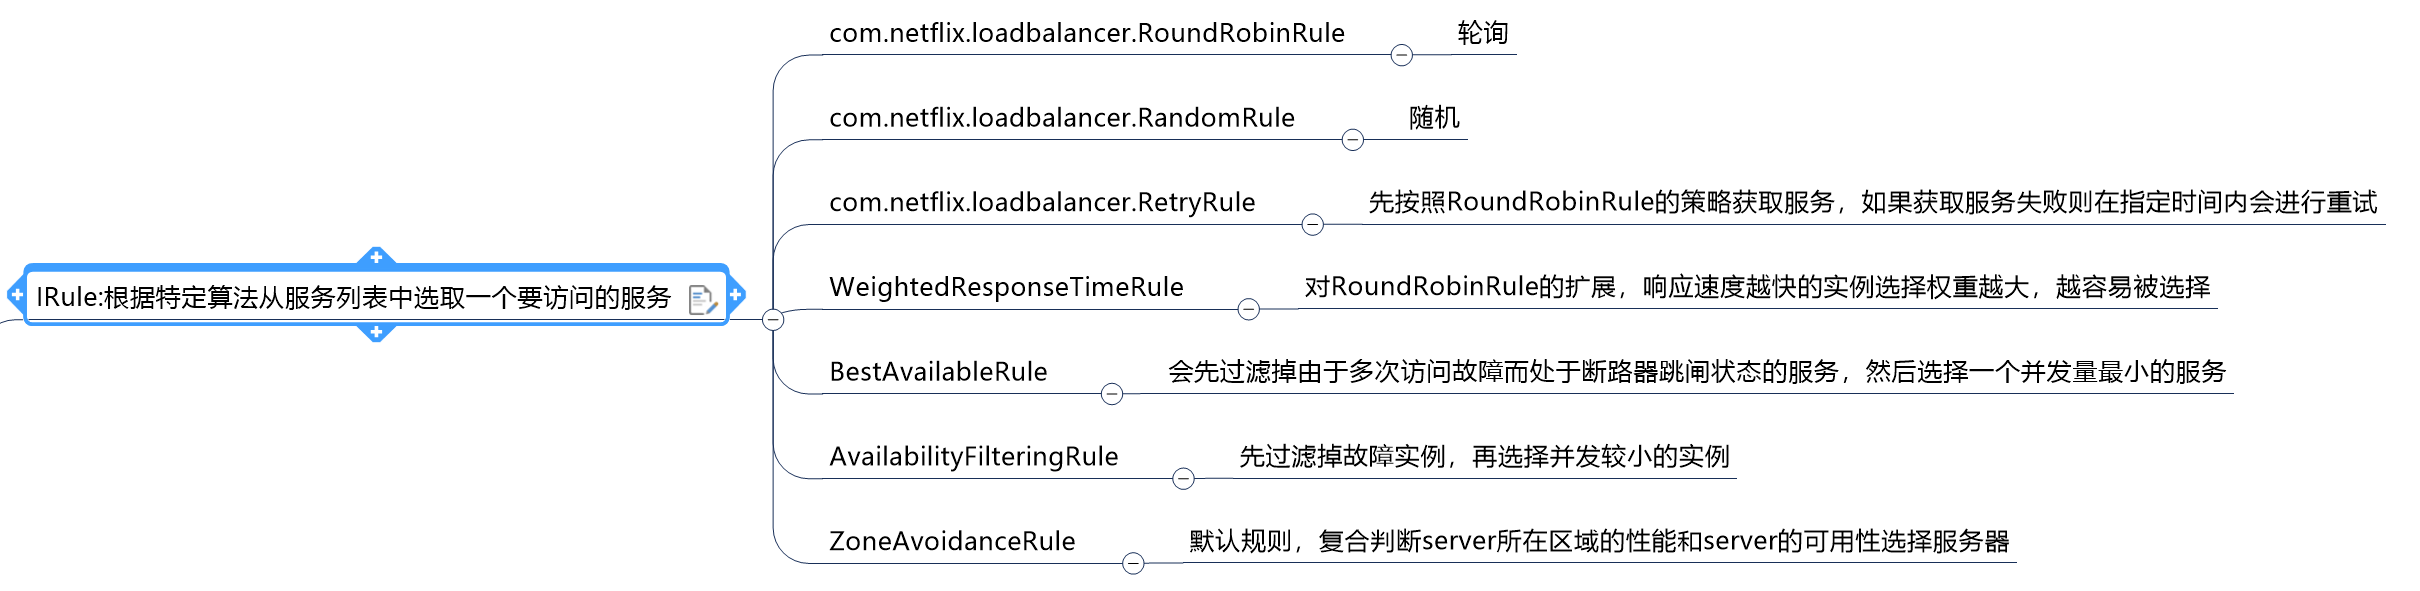 com.netflix.loadbalancer.RoundRobinRule 轮询
com.netflix.loadbalancer.RandomRule 随机
com.netflix.loadbalancer.RetryRule 先按照RoundRobinRule的策略获取服务，如果获取服务失败则在指定时间内会进行重试
IRule:根据特定算法从服务列表中选取一个要访问的服务
WeightedResponseTimeRule 对RoundRobinRule的扩展，响应速度越快的实例选择权重越大，越容易被选择
BestAvailableRule 会先过滤掉由于多次访问故障而处于断路器跳闸状态的服务，然后选择一个并发量最小的服务
AvailabilityFilteringRule 先过滤掉故障实例，再选择并发较小的实例
ZoneAvoidanceRule 默认规则，复合判断server所在区域的性能和server的可用性选择服务器